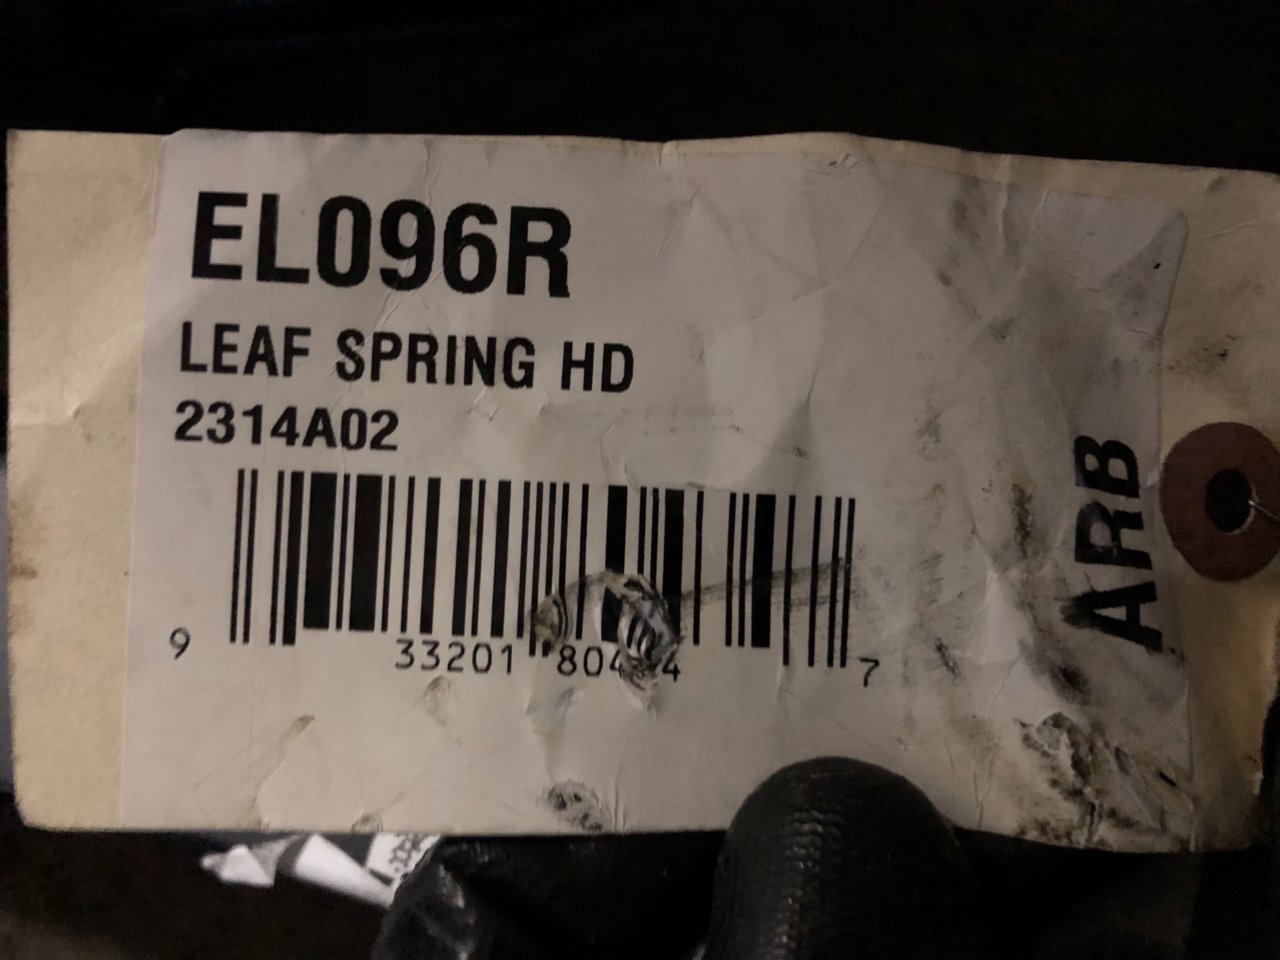 EL096R
LEAF SPRING HD
2314A02
9 33201 7
ARB